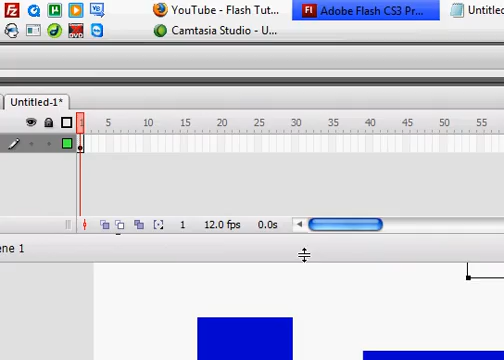 YouTube - Flash Tut...
Adobe Flash CS3 Pr...
Untitled
Camtasia Studio - U...
Untitled-1*
1 5 10 15 20 25 30 35 40 45 50 55
1 12.0 fps 0.0s
ene 1